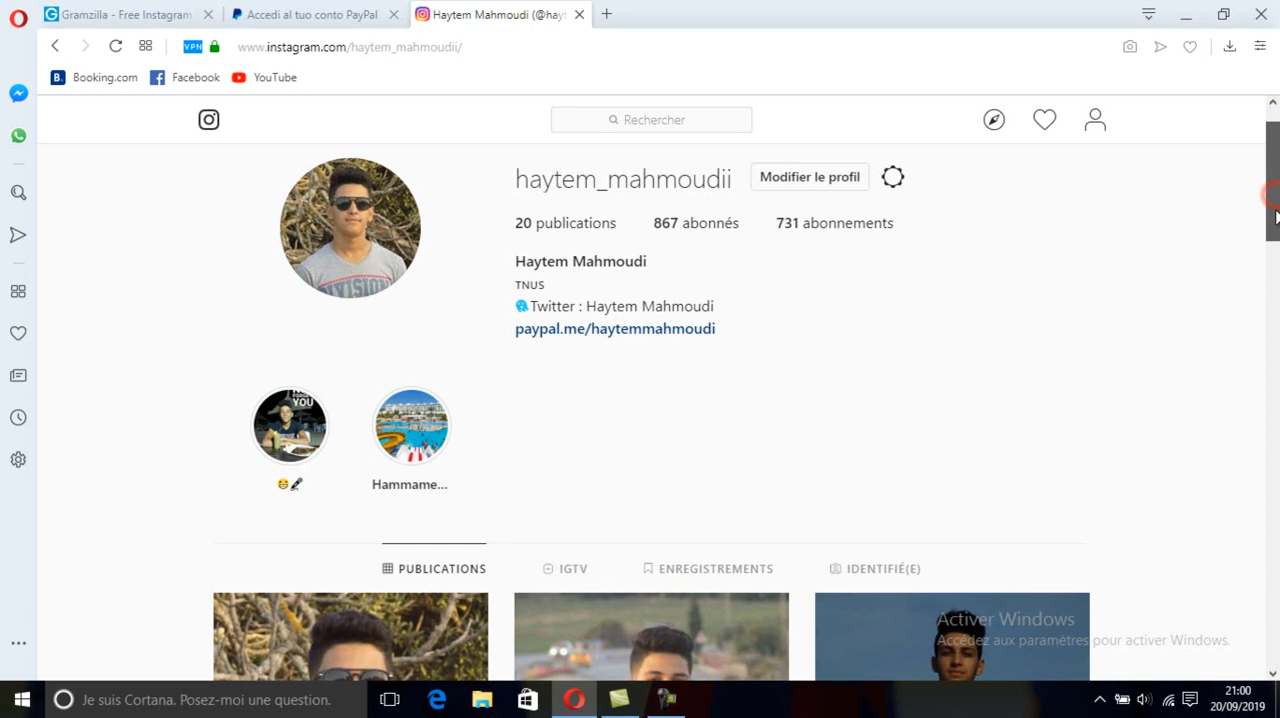 Gramzilla - Free Instagram
Accedi al tuo conto PayPal
Haytem Mahmoudi (@hayt
VPN
www.instagram.com/haytem_mahmoudii/
B. Booking.com
Facebook
YouTube
Rechercher
haytem_mahmoudii
Modifier le profil
20 publications
867 abonnés
731 abonnements
Haytem Mahmoudi
TNUS
Twitter : Haytem Mahmoudi
paypal.me/haytemmahmoudi
YOU
Hammame...
PUBLICATIONS
IGTV
ENREGISTREMENTS
IDENTIFIÉ(E)
Activer Windows
Accédez aux paramètres pour activer Windows.
Je suis Cortana. Posez-moi une question.
21:00
20/09/2019